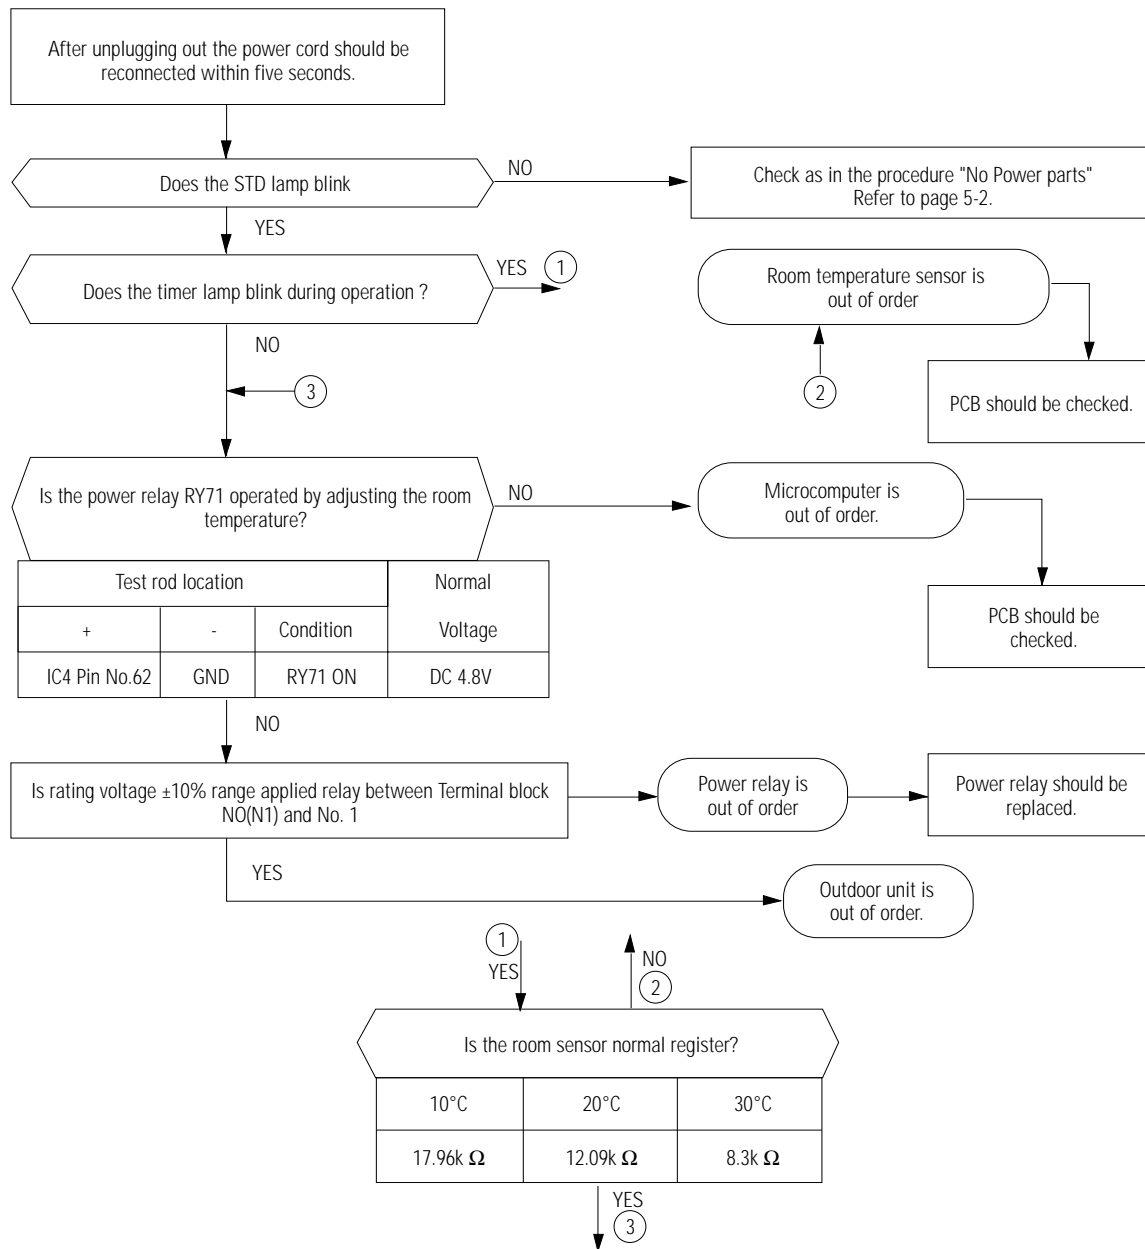 After unplugging out the power cord should be
reconnected within five seconds.
Does the STD lamp blink
NO
Check as in the procedure "No Power parts"
Refer to page 5-2.
YES
Does the timer lamp blink during operation ?
YES
1
Room temperature sensor is
out of order
NO
3
2
PCB should be checked.
Is the power relay RY71 operated by adjusting the room
temperature?
NO
Microcomputer is
out of order.
PCB should be
checked.
Test rod location
Normal
+
-
Condition
Voltage
IC4 Pin No.62
GND
RY71 ON
DC 4.8V
NO
Is rating voltage ±10% range applied relay between Terminal block
NO(N1) and No. 1
Power relay is
out of order
Power relay should be
replaced.
YES
Outdoor unit is
out of order.
1
YES
NO
2
Is the room sensor normal register?
10°C
20°C
30°C
17.96k Ω
12.09k Ω
8.3k Ω
YES
3